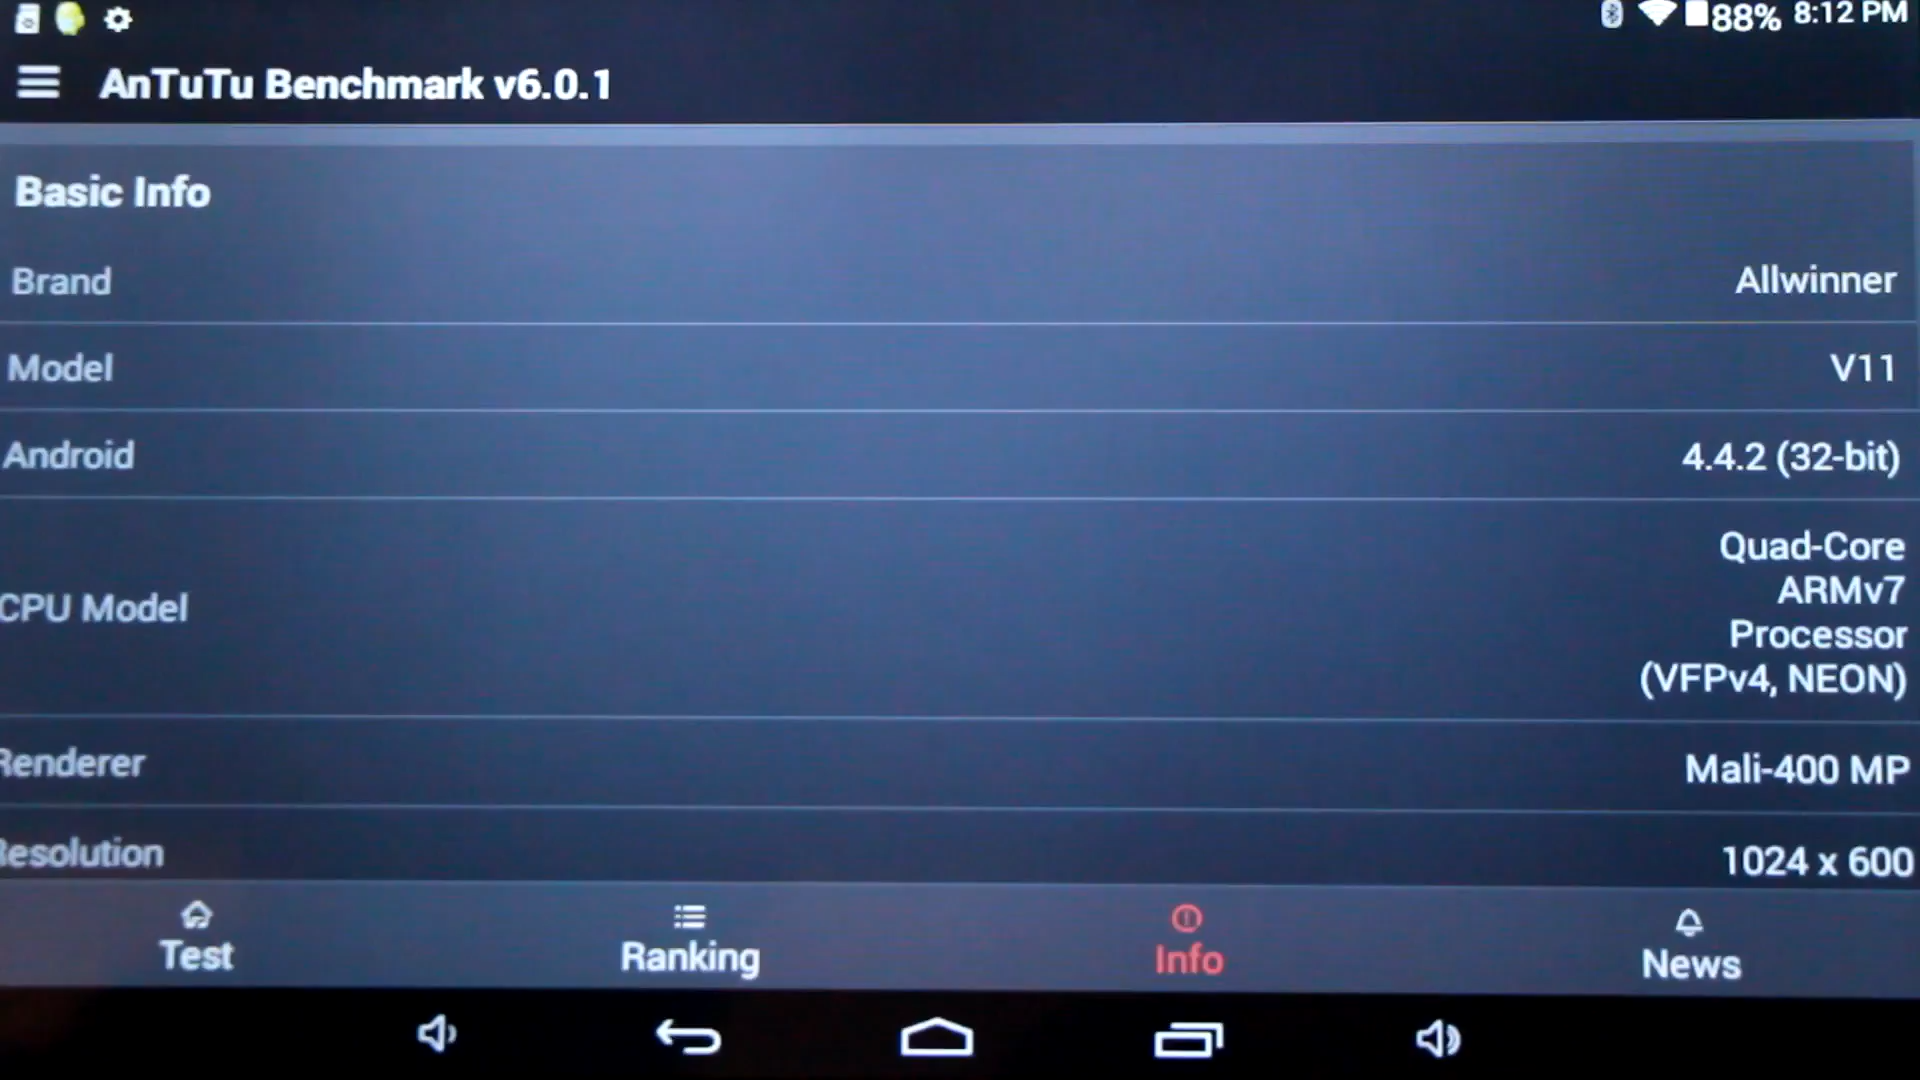 88% 8:12 PM
AnTuTu Benchmark v6.0.1
Basic Info
Brand Allwinner
Model V11
Android 4.4.2 (32-bit)
CPU Model Quad-Core
ARMv7
Processor
(VFPv4, NEON)
Renderer Mali-400 MP
Resolution 1024 x 600
Test Ranking Info News